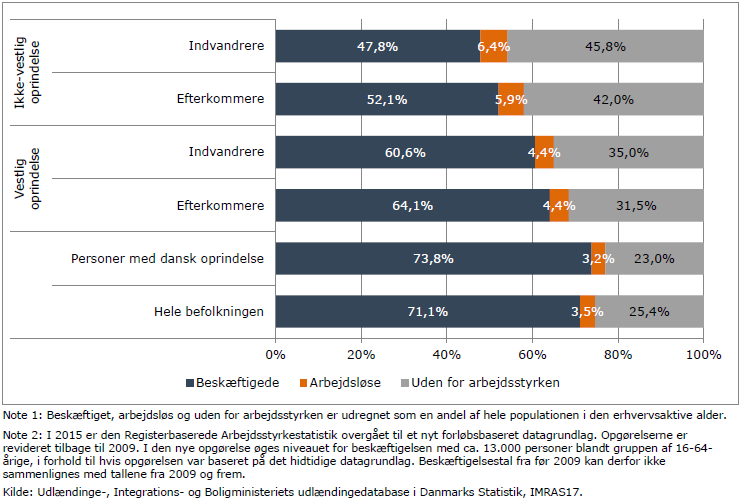 Ikke-vestlig
oprindelse
Indvandrere
47,8%
6,4%
45,8%
Efterkommere
52,1%
5,9%
42,0%
Vestlig
oprindelse
Indvandrere
60,6%
4,4%
35,0%
Efterkommere
64,1%
4,4%
31,5%
Personer med dansk oprindelse
73,8%
3,2%
23,0%
Hele befolkningen
71,1%
3,5%
25,4%
0%
20%
40%
60%
80%
100%
Beskæftigede
Arbejdsløse
Uden for arbejdsstyrken
Note 1: Beskæftiget, arbejdsløs og uden for arbejdsstyrken er udregnet som en andel af hele populationen i den erhvervsaktive alder.
Note 2: I 2015 er den Registerbaserede Arbejdsstyrkestatistik overgået til et nyt forløbsbaseret datagrundlag. Opgørelserne er
revideret tilbage til 2009. I den nye opgørelse øges niveauet for beskæftigelsen med ca. 13.000 personer blandt gruppen af 16-64-
årige, i forhold til hvis opgørelsen var baseret på det hidtidige datagrundlag. Beskæftigelsestal fra før 2009 kan derfor ikke
sammenlignes med tallene fra 2009 og frem.
Kilde: Udlændinge-, Integrations- og Boligministeriets udlændingedatabase i Danmarks Statistik, IMRAS17.